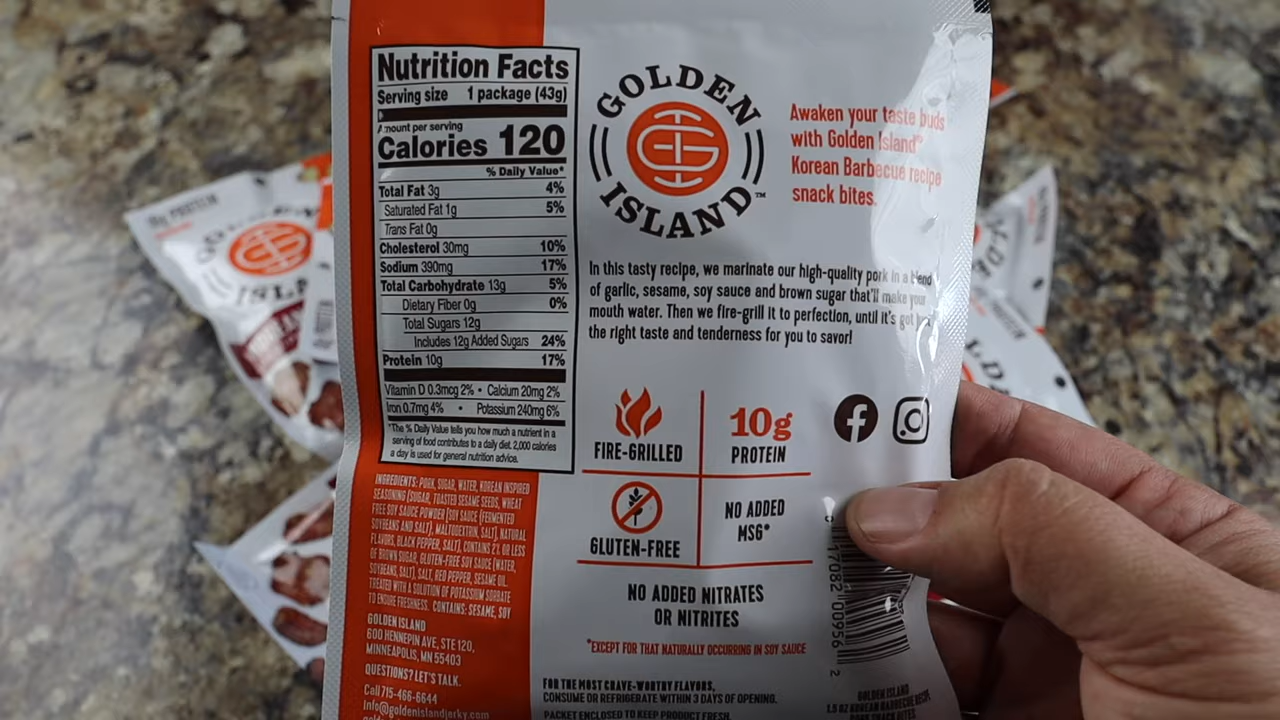 Nutrition Facts
Serving size 1 package (43g)
Amount per serving
Calories 120
% Daily Value*
Total Fat 3g 4%
Saturated Fat 1g 5%
Trans Fat 0g
Cholesterol 30mg 10%
Sodium 390mg 17%
Total Carbohydrate 13g 5%
Dietary Fiber 0g 0%
Total Sugars 12g
Includes 12g Added Sugars 24%
Protein 10g 17%
Vitamin D 0.3mcg 2% • Calcium 20mg 2%
Iron 0.7mg 4% • Potassium 240mg 6%
*The % Daily Value tells you how much a nutrient in a
serving of food contributes to a daily diet. 2,000 calories
a day is used for general nutrition advice.
INGREDIENTS: PORK, SUGAR, WATER, KOREAN INSPIRED
SEASONING (SUGAR, TOASTED SESAME SEEDS, WHEAT
FREE SOY SAUCE POWDER [SOY SAUCE (FERMENTED
SOYBEANS AND SALT), MALTODEXTRIN, SALT], NATURAL
FLAVORS, BLACK PEPPER, SALT), CONTAINS 2% OR LESS
OF BROWN SUGAR, GLUTEN-FREE SOY SAUCE (WATER,
SOYBEANS, SALT), SALT, RED PEPPER, SESAME OIL.
TREATED WITH A SOLUTION OF POTASSIUM SORBATE
TO ENSURE FRESHNESS. CONTAINS: SESAME, SOY
GOLDEN ISLAND
600 HENNEPIN AVE, STE 120,
MINNEAPOLIS, MN 55403
QUESTIONS? LET'S TALK.
Call 715-466-6644
info@goldenislandjerky.com
GOLDEN
ISLAND™
Awaken your taste buds
with Golden Island®
Korean Barbecue recipe
snack bites.
In this tasty recipe, we marinate our high-quality pork in a blend
of garlic, sesame, soy sauce and brown sugar that'll make your
mouth water. Then we fire-grill it to perfection, until it's got
the right taste and tenderness for you to savor!
FIRE-GRILLED
10g
PROTEIN
GLUTEN-FREE
NO ADDED
MSG*
NO ADDED NITRATES
OR NITRITES
*EXCEPT FOR THAT NATURALLY OCCURRING IN SOY SAUCE
FOR THE MOST CRAVE-WORTHY FLAVORS,
CONSUME OR REFRIGERATE WITHIN 3 DAYS OF OPENING.
PACKET ENCLOSED TO KEEP PRODUCT FRESH.
0 17082 00956 2
GOLDEN ISLAND
1.5 OZ KOREAN BARBECUE RECIPE
PORK SNACK BITES
PROTEIN
GOLDEN
ISL